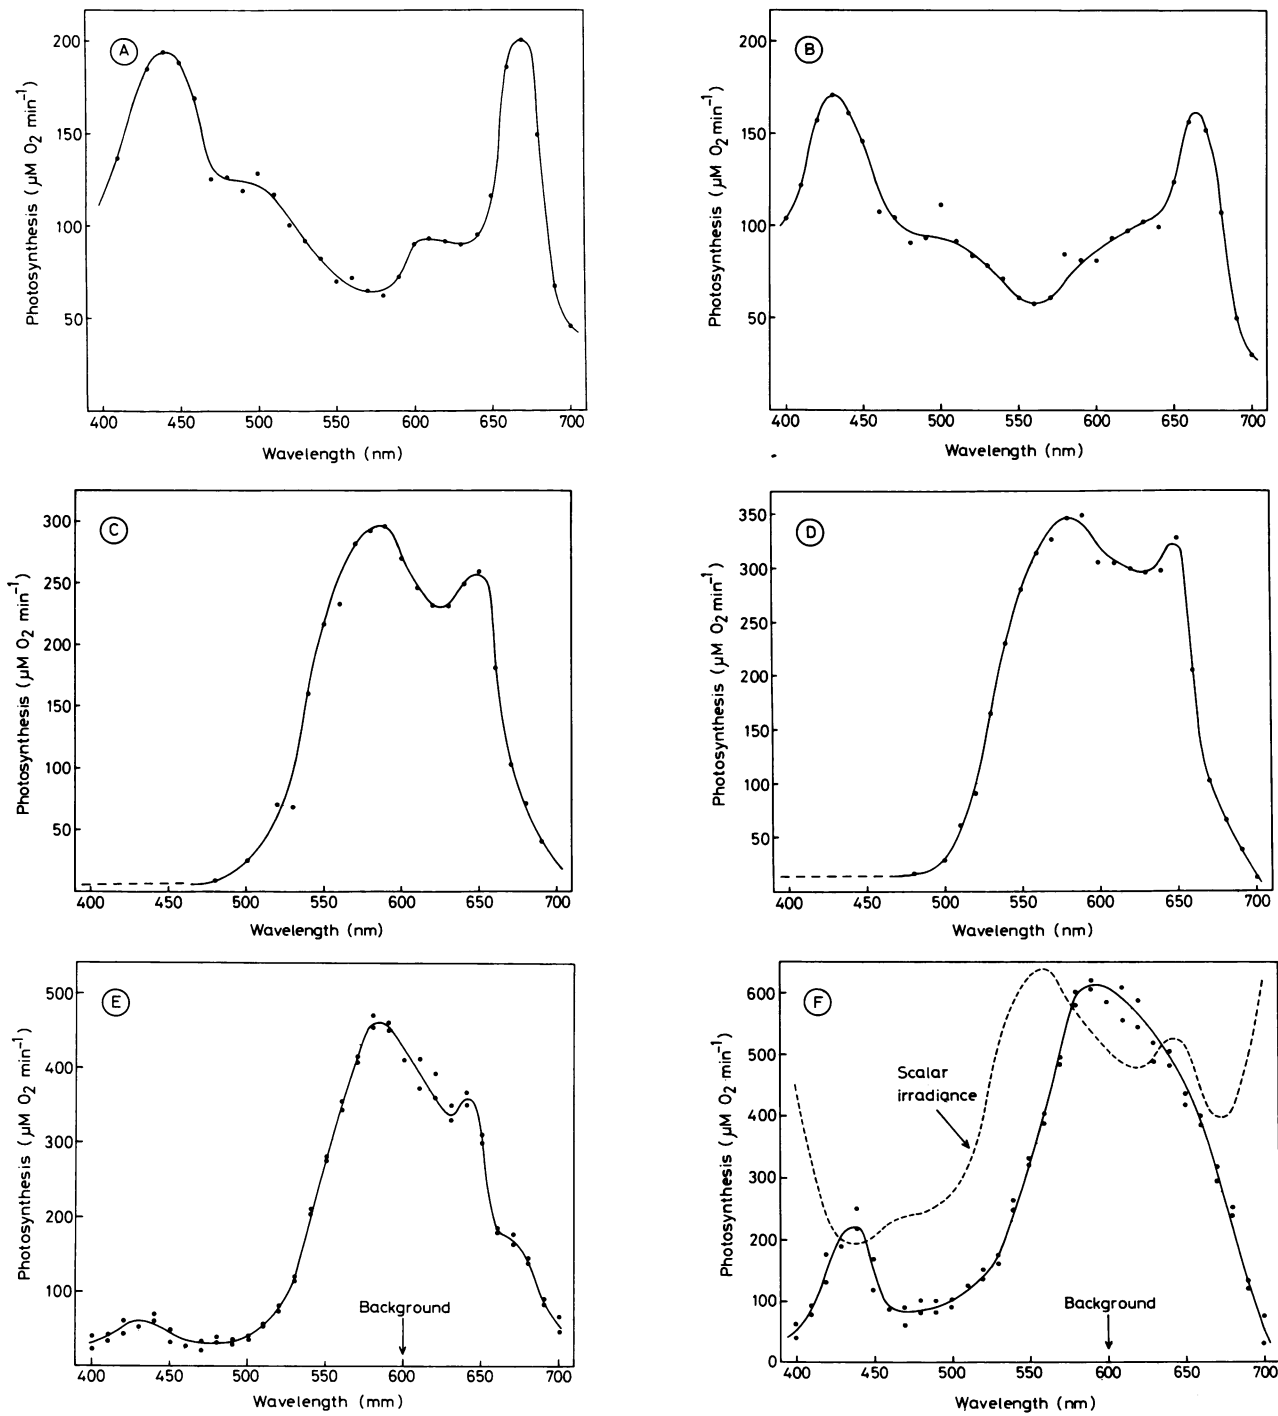 A
200
150
100
50
Photosynthesis (µM O2 min−1)
400 450 500 550 600 650 700
Wavelength (nm)
B
200
150
100
50
Photosynthesis (µM O2 min−1)
400 450 500 550 600 650 700
Wavelength (nm)
C
300
250
200
150
100
50
Photosynthesis (µM O2 min−1)
400 450 500 550 600 650 700
Wavelength (nm)
D
350
300
250
200
150
100
50
Photosynthesis (µM O2 min−1)
400 450 500 550 600 650 700
Wavelength (nm)
E
500
400
300
200
100
Photosynthesis (µM O2 min−1)
Background
400 450 500 550 600 650 700
Wavelength (mm)
F
600
500
400
300
200
100
0
Photosynthesis (µM O2 min−1)
Scalar
irradiance
Background
400 450 500 550 600 650 700
Wavelength (nm)